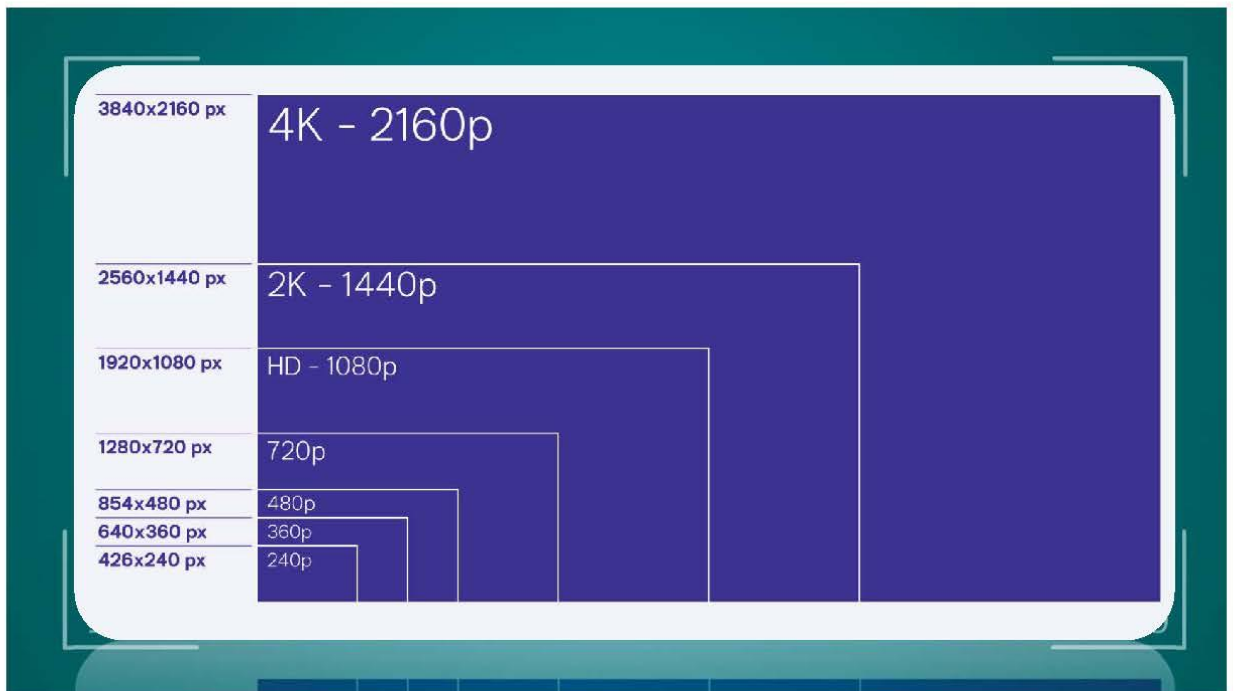 3840x2160 px
4K - 2160p
2560x1440 px
2K - 1440p
1920x1080 px
HD - 1080p
1280x720 px
720p
854x480 px
480p
640x360 px
360p
426x240 px
240p